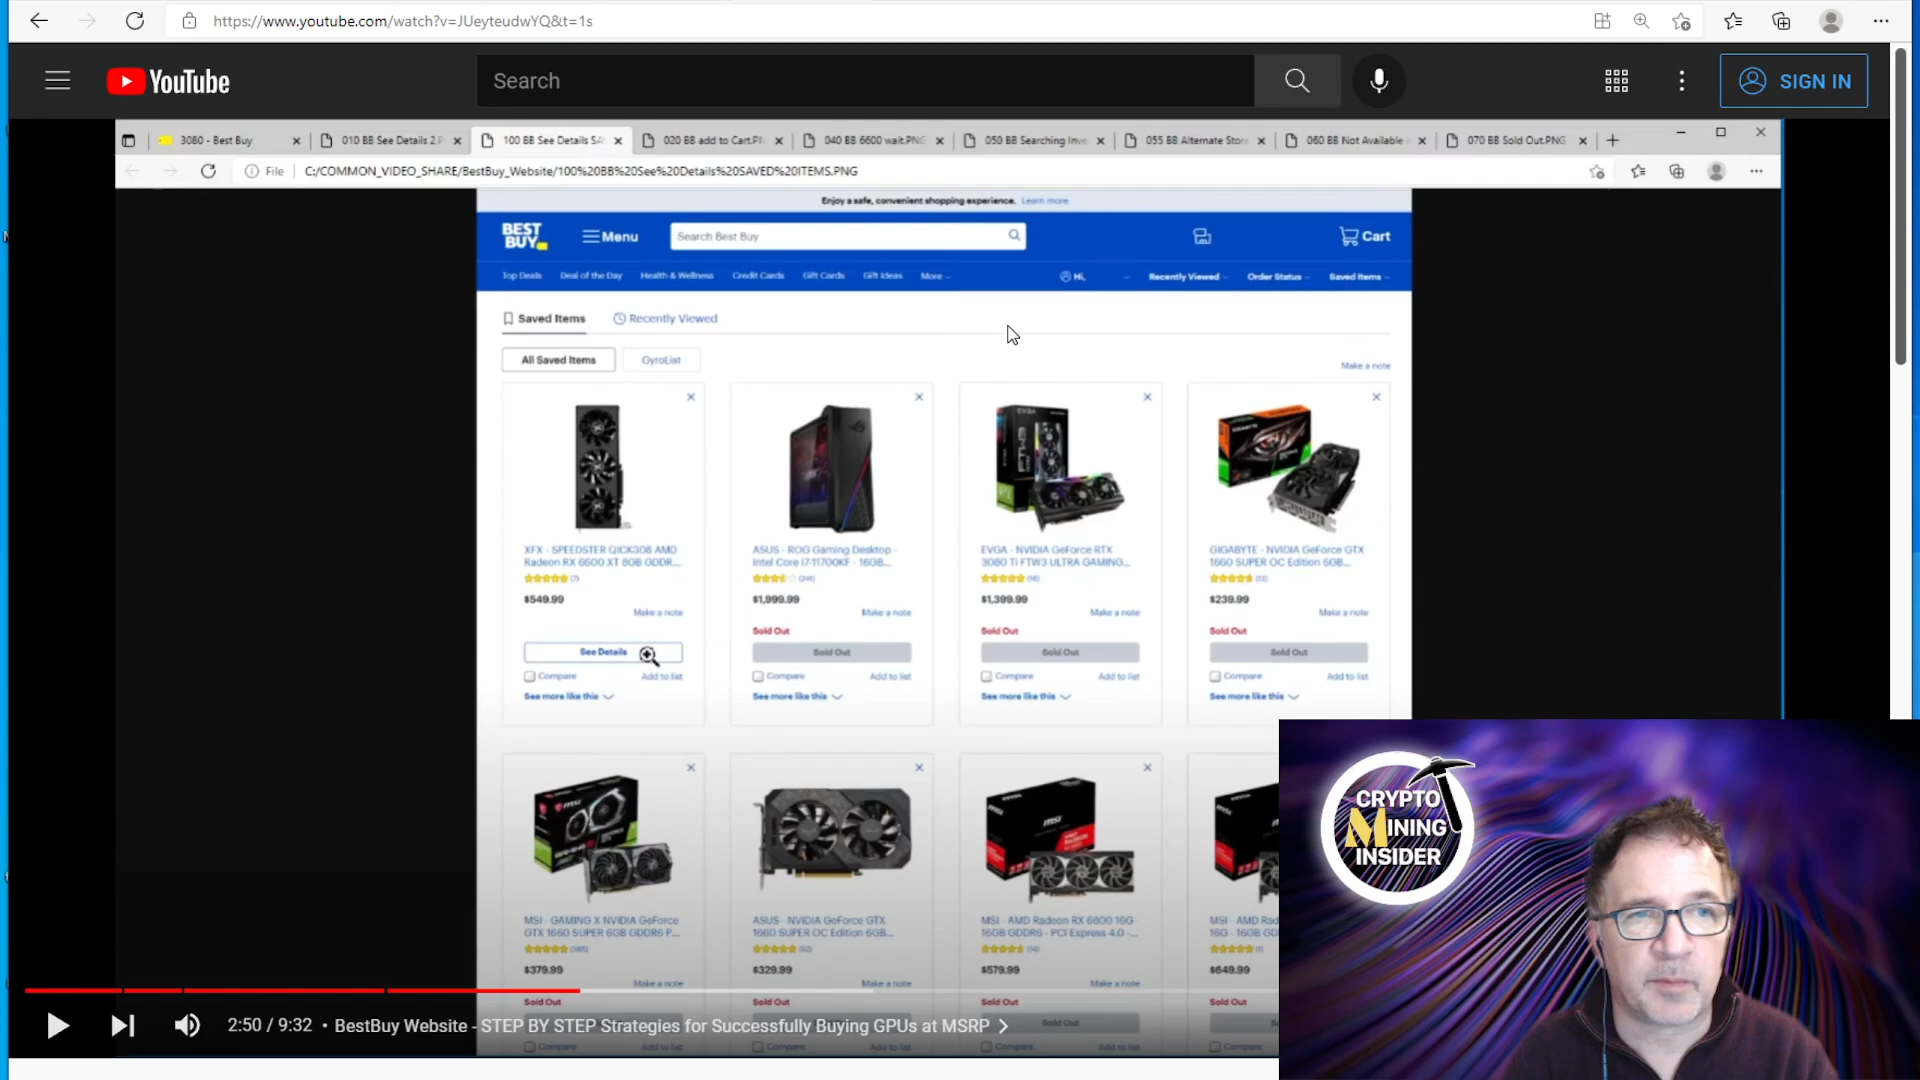 https://www.youtube.com/watch?v=JUeyteudwYQ&t=1s
YouTube
Search
SIGN IN
3080 - Best Buy
010 BB See Details 2.P
100 BB See Details SA
020 BB add to Cart.P
040 BB 6600 wait.PNG
050 BB Searching Inve
055 BB Alternate Stor
060 BB Not Available
070 BB Sold Out.PNG
File
C:/COMMON_VIDEO_SHARE/BestBuy_Website/100%20BB%20See%20Details%20SAVED%20ITEMS.PNG
Enjoy a safe, convenient shopping experience. Learn more
BEST BUY
Menu
Search Best Buy
Cart
Top Deals Deal of the Day Health & Wellness Credit Cards Gift Cards Gift Ideas More
Hi,
Recently Viewed Order Status Saved Items
Saved Items Recently Viewed
All Saved Items GyroList
Make a note
XFX - SPEEDSTER QICK308 AMD
Radeon RX 6600 XT 8GB GDDR...
(7)
$549.99
Make a note
See Details
Compare Add to list
See more like this
ASUS - ROG Gaming Desktop -
Intel Core i7-11700KF - 16GB...
$1,999.99
Make a note
Sold Out
Sold Out
Compare Add to list
See more like this
EVGA - NVIDIA GeForce RTX
3080 Ti FTW3 ULTRA GAMING...
$1,399.99
Make a note
Sold Out
Sold Out
Compare Add to list
See more like this
GIGABYTE - NVIDIA GeForce GTX
1660 SUPER OC Edition 6GB...
$239.99
Make a note
Sold Out
Sold Out
Compare Add to list
See more like this
MSI - GAMING X NVIDIA GeForce
GTX 1660 SUPER 6GB GDDR6 P...
$379.99
Make a note
Sold Out
Compare Add to list
ASUS - NVIDIA GeForce GTX
1660 SUPER OC Edition 6GB...
$329.99
Make a note
Sold Out
Compare Add to list
MSI - AMD Radeon RX 6800 16G
16GB GDDR6 - PCI Express 4.0 -...
$579.99
Make a note
Sold Out
Sold Out
Compare Add to list
MSI - AMD Rad
16G - 16GB GD
(1)
$649.99
Sold Out
Compare
2:50 / 9:32 • BestBuy Website - STEP BY STEP Strategies for Successfully Buying GPUs at MSRP
CRYPTO
MINING
INSIDER